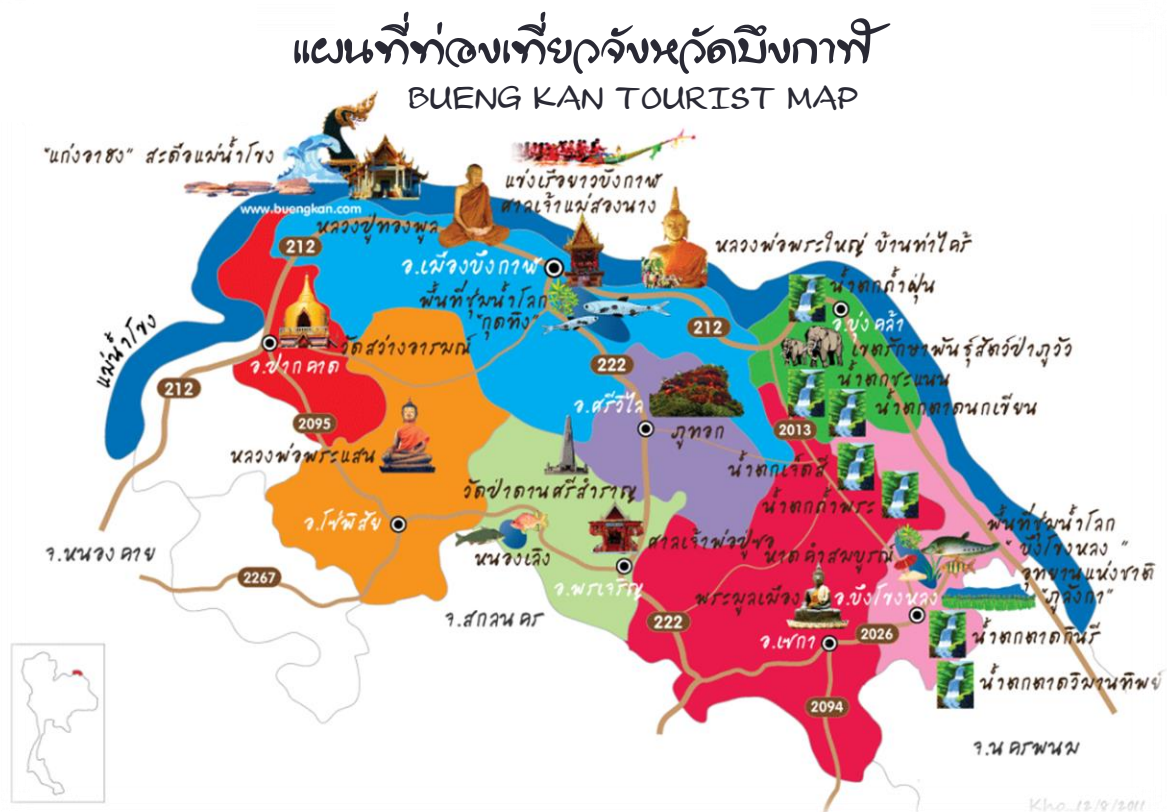 แผนที่ท่องเที่ยวจังหวัดบึงกาฬ
BUENG KAN TOURIST MAP
"แก่งอาฮง" สะดือแม่น้ำโขง
แข่งเรือยาวบึงกาฬ
ศาลเจ้าแม่สองนาง
www.buengkan.com
หลวงปู่ทองพูล
212
อ.เมืองบึงกาฬ
หลวงพ่อพระใหญ่ บ้านท่าไคร้
น้ำตกถ้ำฝุ่น
พื้นที่ชุ่มน้ำโลก
"กุดทิง"
อ.บุ่งคล้า
212
แม่น้ำโขง
วัดสว่างอารมณ์
อ.ปากคาด
เขตรักษาพันธุ์สัตว์ป่าภูวัว
222
น้ำตกชะแนน
212
อ.ศรีวิไล
น้ำตกตาดนกเขียน
2095
ภูทอก
2013
หลวงพ่อพระแสน
น้ำตกเจ็ดสี
วัดป่าดานศรีสำราญ
น้ำตกถ้ำพระ
อ.โซ่พิสัย
พื้นที่ชุ่มน้ำโลก
ศาลเจ้าพ่อปู่ซอ
หาดคำสมบูรณ์
"บึงโขงหลง"
จ.หนองคาย
หนองเลิง
อุทยานแห่งชาติ
"ภูลังกา"
2267
อ.พรเจริญ
พระมูลเมือง
อ.บึงโขงหลง
จ.สกลนคร
222
2026
น้ำตกตาดกินรี
อ.เซกา
น้ำตกตาดวิมานทิพย์
2094
จ.นครพนม
Kho_12/8/2011